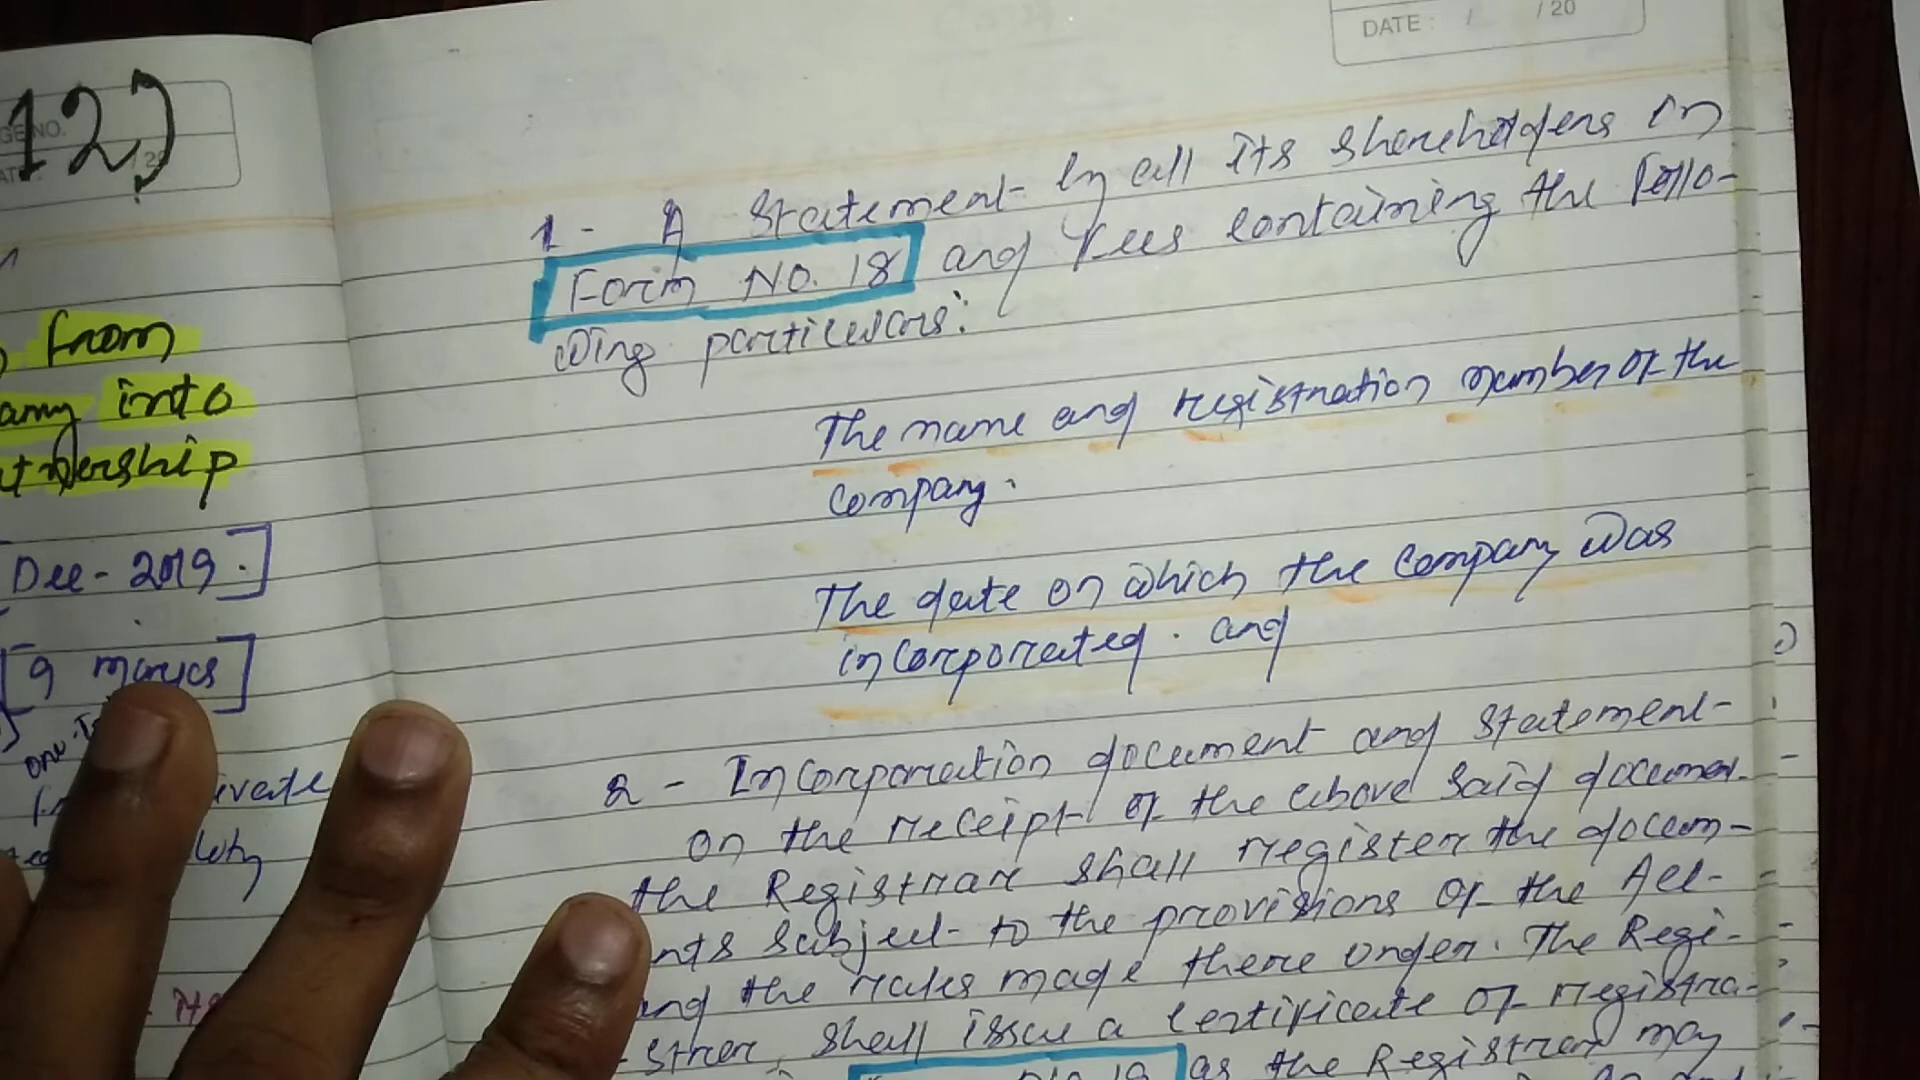 12)
from
into
[Dec - 2019.]
[9 marks]
DATE: / /20
1- A Statement by all its shareholders in
Form No. 18 and fees containing the follo-
wing particulars:
The name and registration number of the
company.
The date on which the company was
incorporated. and
2 - Incorporation document and Statement-
on the receipt of the above said documen-
the Registrar shall register the docum-
nts subject to the provisions of the Act-
and the rules made there under. The Regi-
-strar, shall issue a certificate of registra-
as the Registrar may